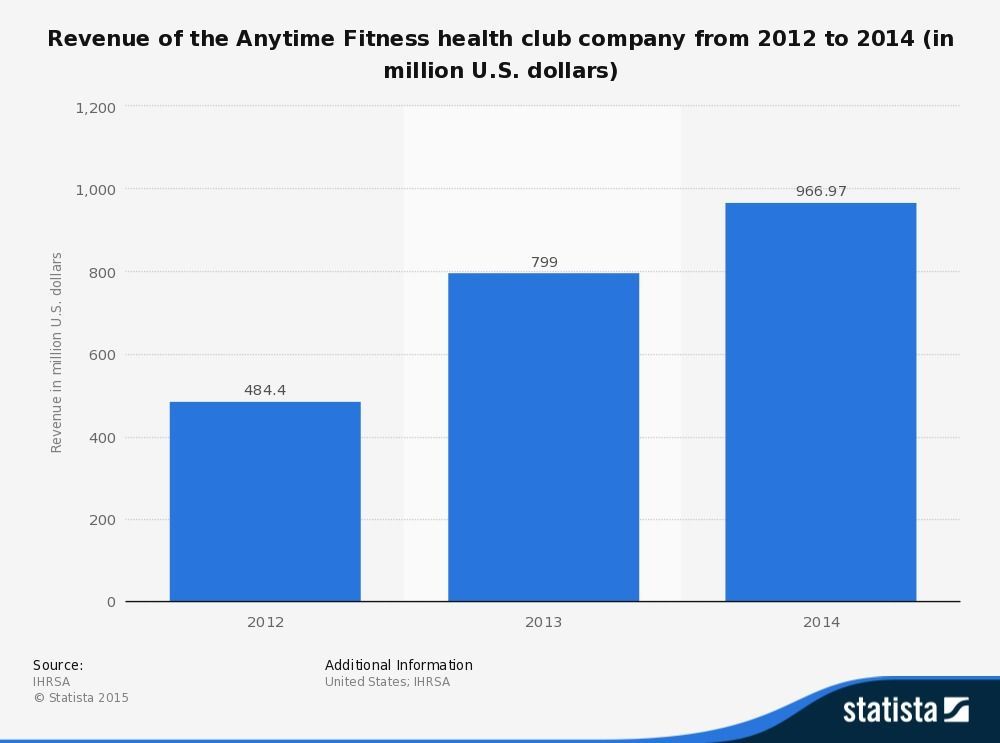 Revenue of the Anytime Fitness health club company from 2012 to 2014 (in
million U.S. dollars)
Revenue in million U.S. dollars
1,200
1,000
800
600
400
200
0
484.4
799
966.97
2012
2013
2014
Source:
IHRSA
© Statista 2015
Additional Information
United States; IHRSA
statista